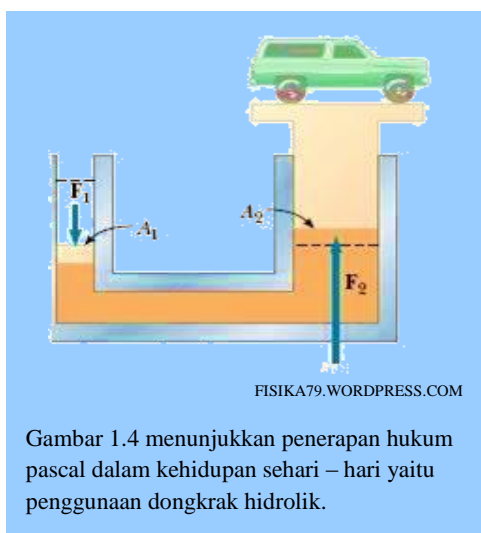 F₁
A₁
A₂
F₂
FISIKA79.WORDPRESS.COM
Gambar 1.4 menunjukkan penerapan hukum
pascal dalam kehidupan sehari – hari yaitu
penggunaan dongkrak hidrolik.